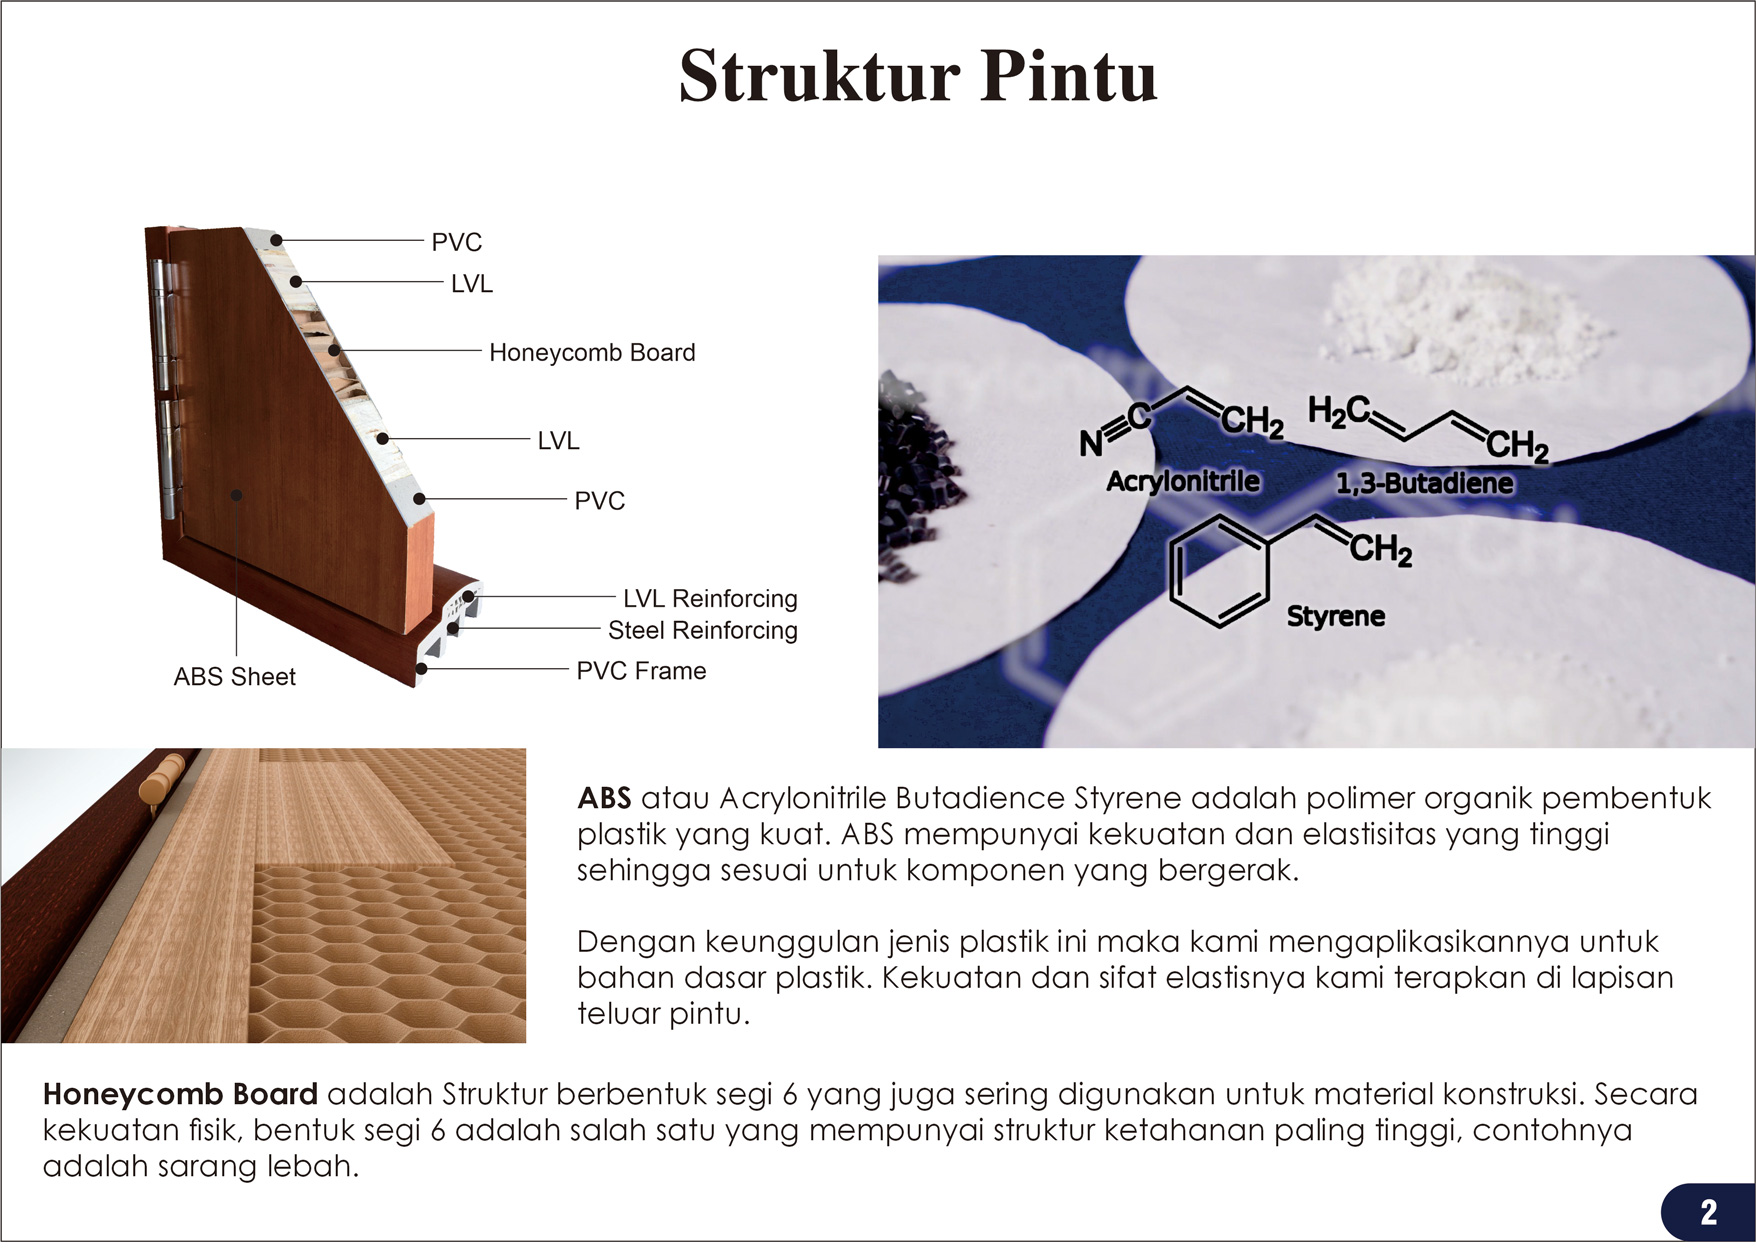 Struktur Pintu
PVC
LVL
Honeycomb Board
LVL
PVC
LVL Reinforcing
Steel Reinforcing
PVC Frame
ABS Sheet
N C CH2
Acrylonitrile
H2C CH2
1,3-Butadiene
CH2
Styrene
ABS atau Acrylonitrile Butadience Styrene adalah polimer organik pembentuk
plastik yang kuat. ABS mempunyai kekuatan dan elastisitas yang tinggi
sehingga sesuai untuk komponen yang bergerak.
Dengan keunggulan jenis plastik ini maka kami mengaplikasikannya untuk
bahan dasar plastik. Kekuatan dan sifat elastisnya kami terapkan di lapisan
teluar pintu.
Honeycomb Board adalah Struktur berbentuk segi 6 yang juga sering digunakan untuk material konstruksi. Secara
kekuatan fisik, bentuk segi 6 adalah salah satu yang mempunyai struktur ketahanan paling tinggi, contohnya
adalah sarang lebah.
2